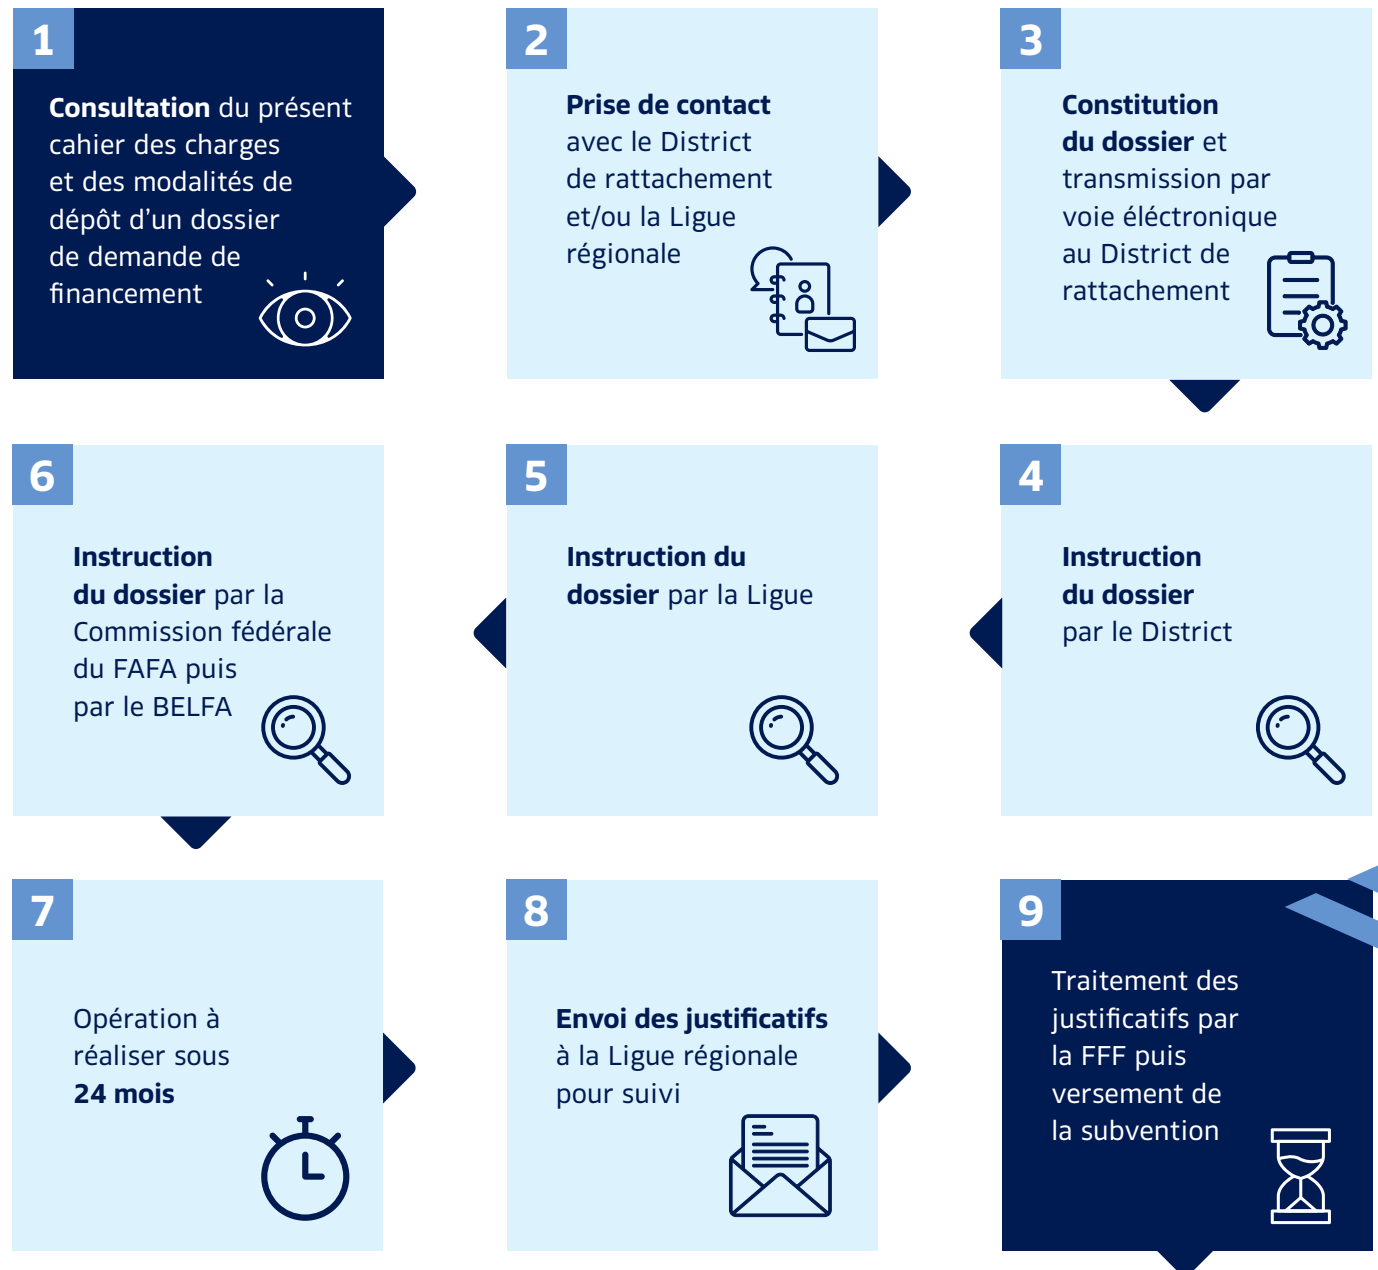 1
Consultation du présent
cahier des charges
et des modalités de
dépôt d'un dossier
de demande de
financement
2
Prise de contact
avec le District
de rattachement
et/ou la Ligue
régionale
3
Constitution
du dossier et
transmission par
voie éléctronique
au District de
rattachement
4
Instruction
du dossier
par le District
5
Instruction du
dossier par la Ligue
6
Instruction
du dossier par la
Commission fédérale
du FAFA puis
par le BELFA
7
Opération à
réaliser sous
24 mois
8
Envoi des justificatifs
à la Ligue régionale
pour suivi
9
Traitement des
justificatifs par
la FFF puis
versement de
la subvention